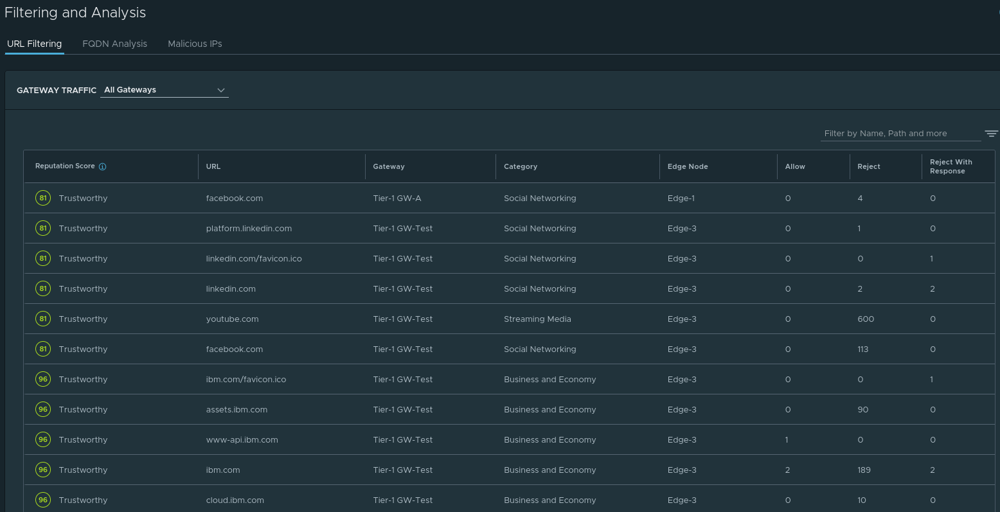 Filtering and Analysis
URL Filtering FQDN Analysis Malicious IPs
GATEWAY TRAFFIC All Gateways
Filter by Name, Path and more
Reputation Score URL Gateway Category Edge Node Allow Reject Reject With Response
81 Trustworthy facebook.com Tier-1 GW-A Social Networking Edge-1 0 4 0
81 Trustworthy platform.linkedin.com Tier-1 GW-Test Social Networking Edge-3 0 1 0
81 Trustworthy linkedin.com/favicon.ico Tier-1 GW-Test Social Networking Edge-3 0 0 1
81 Trustworthy linkedin.com Tier-1 GW-Test Social Networking Edge-3 0 2 2
81 Trustworthy youtube.com Tier-1 GW-Test Streaming Media Edge-3 0 600 0
81 Trustworthy facebook.com Tier-1 GW-Test Social Networking Edge-3 0 113 0
96 Trustworthy ibm.com/favicon.ico Tier-1 GW-Test Business and Economy Edge-3 0 0 1
96 Trustworthy assets.ibm.com Tier-1 GW-Test Business and Economy Edge-3 0 90 0
96 Trustworthy www-api.ibm.com Tier-1 GW-Test Business and Economy Edge-3 1 0 0
96 Trustworthy ibm.com Tier-1 GW-Test Business and Economy Edge-3 2 189 2
96 Trustworthy cloud.ibm.com Tier-1 GW-Test Business and Economy Edge-3 0 10 0